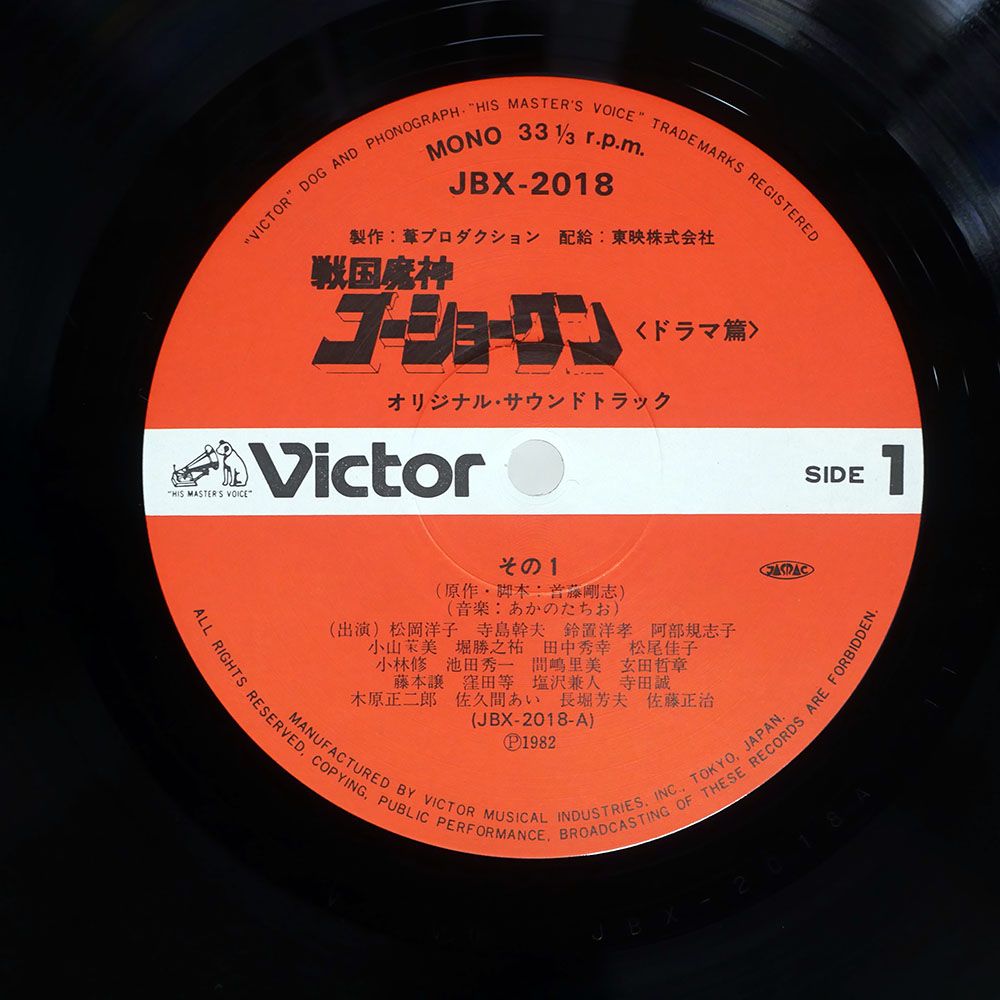 "VICTOR" DOG AND PHONOGRAPH, "HIS MASTER'S VOICE" TRADEMARKS REGISTERED
MONO 33 1/3 r.p.m.
JBX-2018
製作:葦プロダクション 配給:東映株式会社
戦国魔神
ゴーショーグン 〈ドラマ篇〉
オリジナル・サウンドトラック
"HIS MASTER'S VOICE"
Victor
SIDE 1
その1
JASRAC
(原作・脚本:首藤剛志)
(音楽:あかのたちお)
(出演) 松岡洋子 寺島幹夫 鈴置洋孝 阿部規志子
小山茉美 堀勝之祐 田中秀幸 松尾佳子
小林修 池田秀一 間嶋里美 玄田哲章
藤本譲 窪田等 塩沢兼人 寺田誠
木原正二郎 佐久間あい 長堀芳夫 佐藤正治
(JBX-2018-A)
Ⓟ1982
MANUFACTURED BY VICTOR MUSICAL INDUSTRIES, INC., TOKYO, JAPAN.
ALL RIGHTS RESERVED, COPYING, PUBLIC PERFORMANCE, BROADCASTING OF THESE RECORDS ARE FORBIDDEN.
JBX-2018A